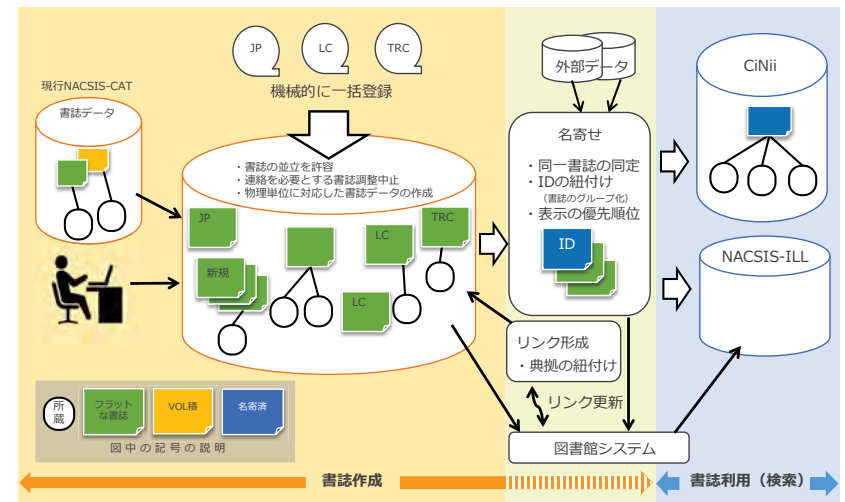 JP
LC
TRC
機械的に一括登録
現行NACSIS-CAT
書誌データ
・書誌の並立を許容
・連絡を必要とする書誌調整中止
・物理単位に対応した書誌データの作成
JP
新規
LC
LC
TRC
外部データ
名寄せ
・同一書誌の同定
・IDの紐付け
（書誌のグループ化）
・表示の優先順位
ID
CiNii
NACSIS-ILL
リンク形成
・典拠の紐付け
リンク更新
図書館システム
所
蔵
フラット
な書誌
VOL積
名寄済
図中の記号の説明
書誌作成
書誌利用（検索）